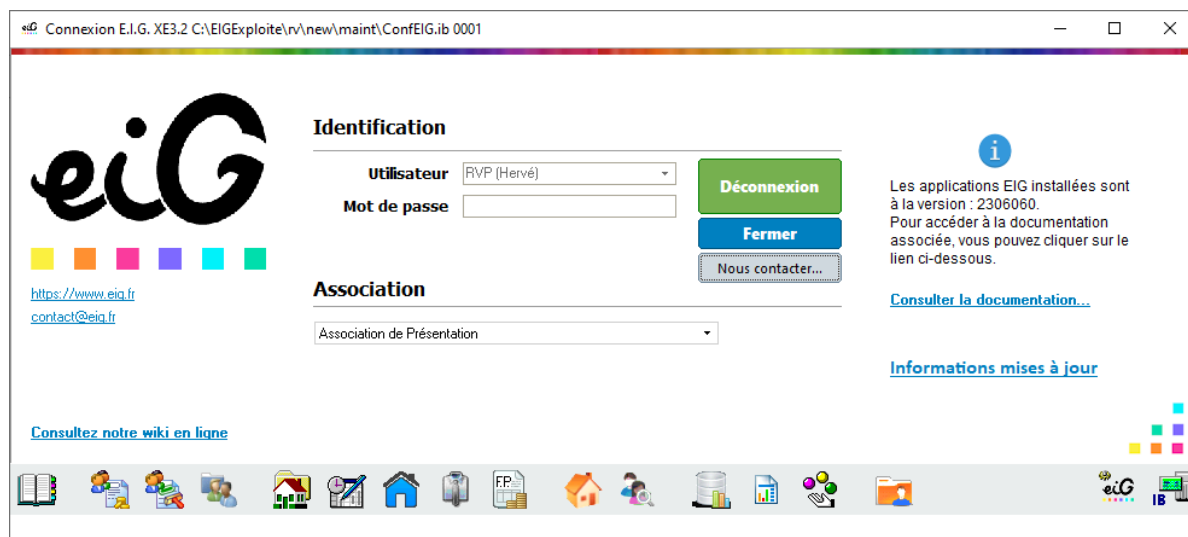 Connexion E.I.G. XE3.2 C:\EIGExploite\rv\new\maint\ConfEIG.ib 0001
eiG
https://www.eig.fr
contact@eig.fr
Consultez notre wiki en ligne
Identification
Utilisateur RVP (Hervé)
Mot de passe
Déconnexion
Fermer
Nous contacter...
Association
Association de Présentation
i
Les applications EIG installées sont
à la version : 2306060.
Pour accéder à la documentation
associée, vous pouvez cliquer sur le
lien ci-dessous.
Consulter la documentation...
Informations mises à jour
F.P.
eiG
IB